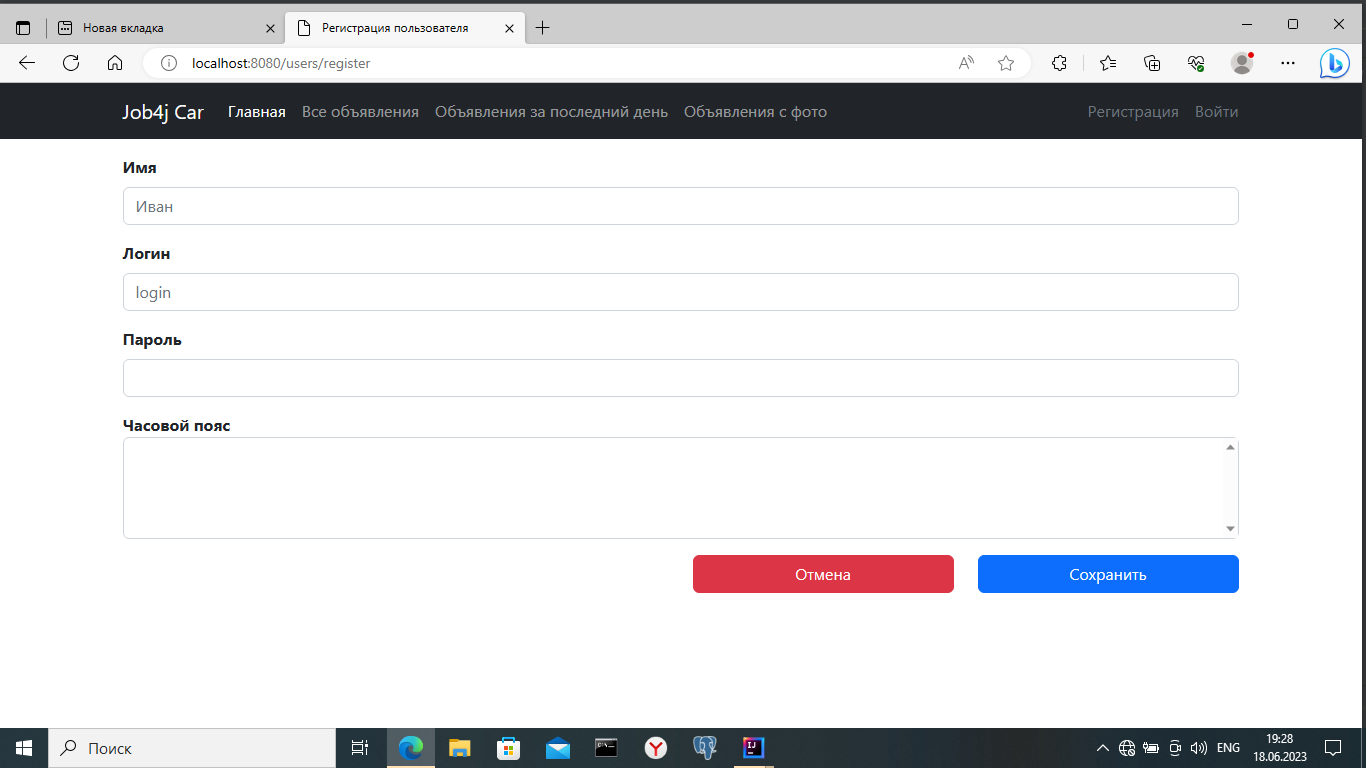 Новая вкладка
Регистрация пользователя
localhost:8080/users/register
Job4j Car
Главная
Все объявления
Объявления за последний день
Объявления с фото
Регистрация
Войти
Имя
Иван
Логин
login
Пароль
Часовой пояс
Отмена
Сохранить
Поиск
ENG
19:28
18.06.2023